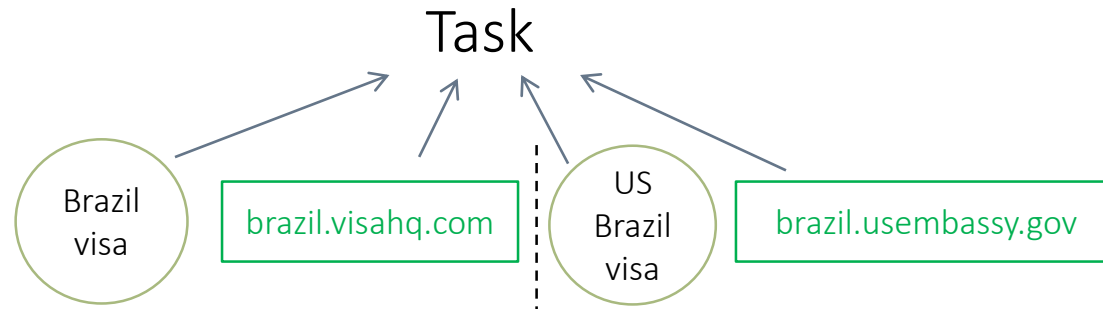 Task
Brazil
visa
brazil.visahq.com
US
Brazil
visa
brazil.usembassy.gov